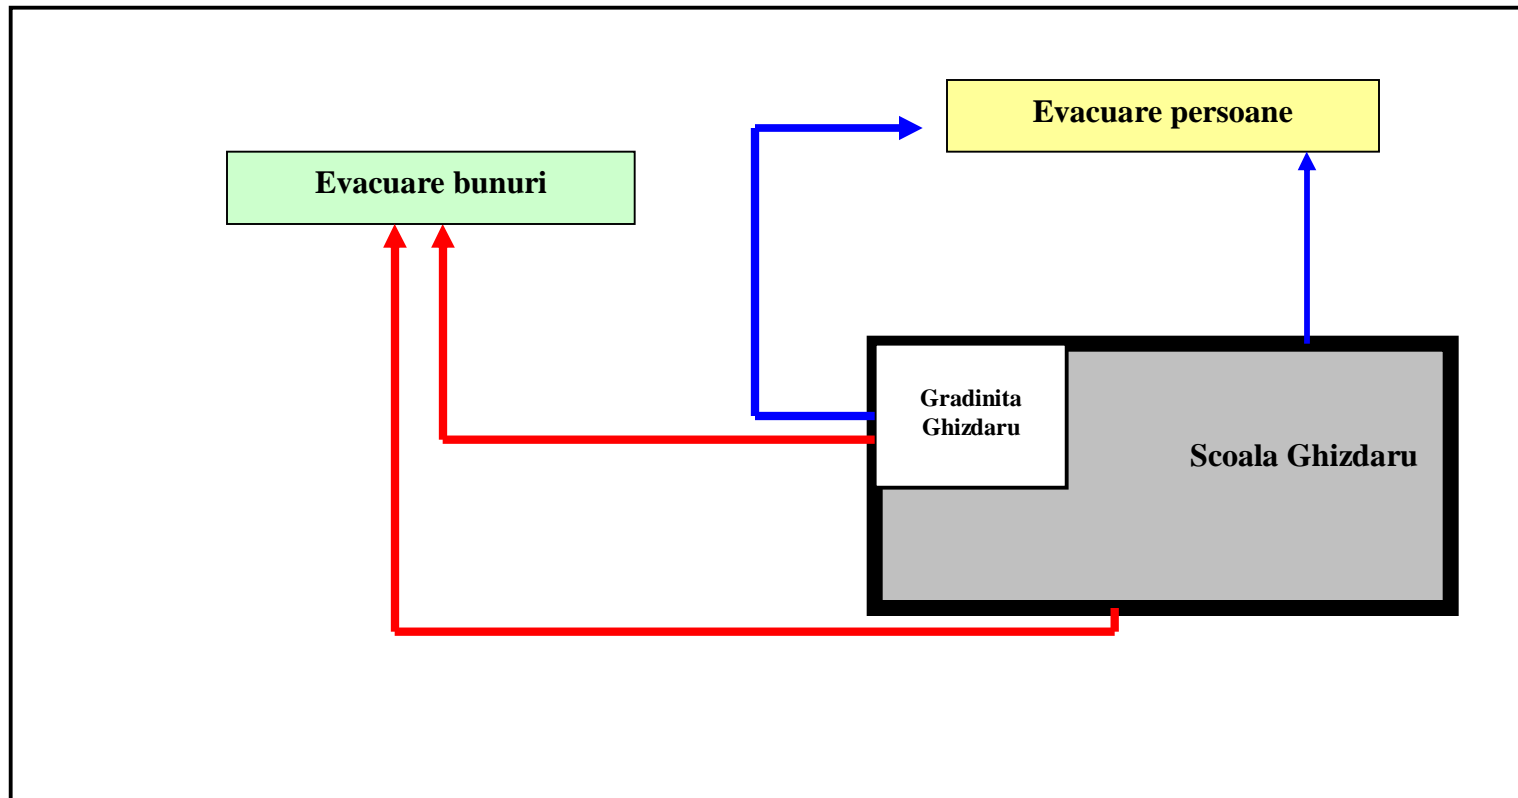 Evacuare persoane
Evacuare bunuri
Gradinita
Ghizdaru
Scoala Ghizdaru